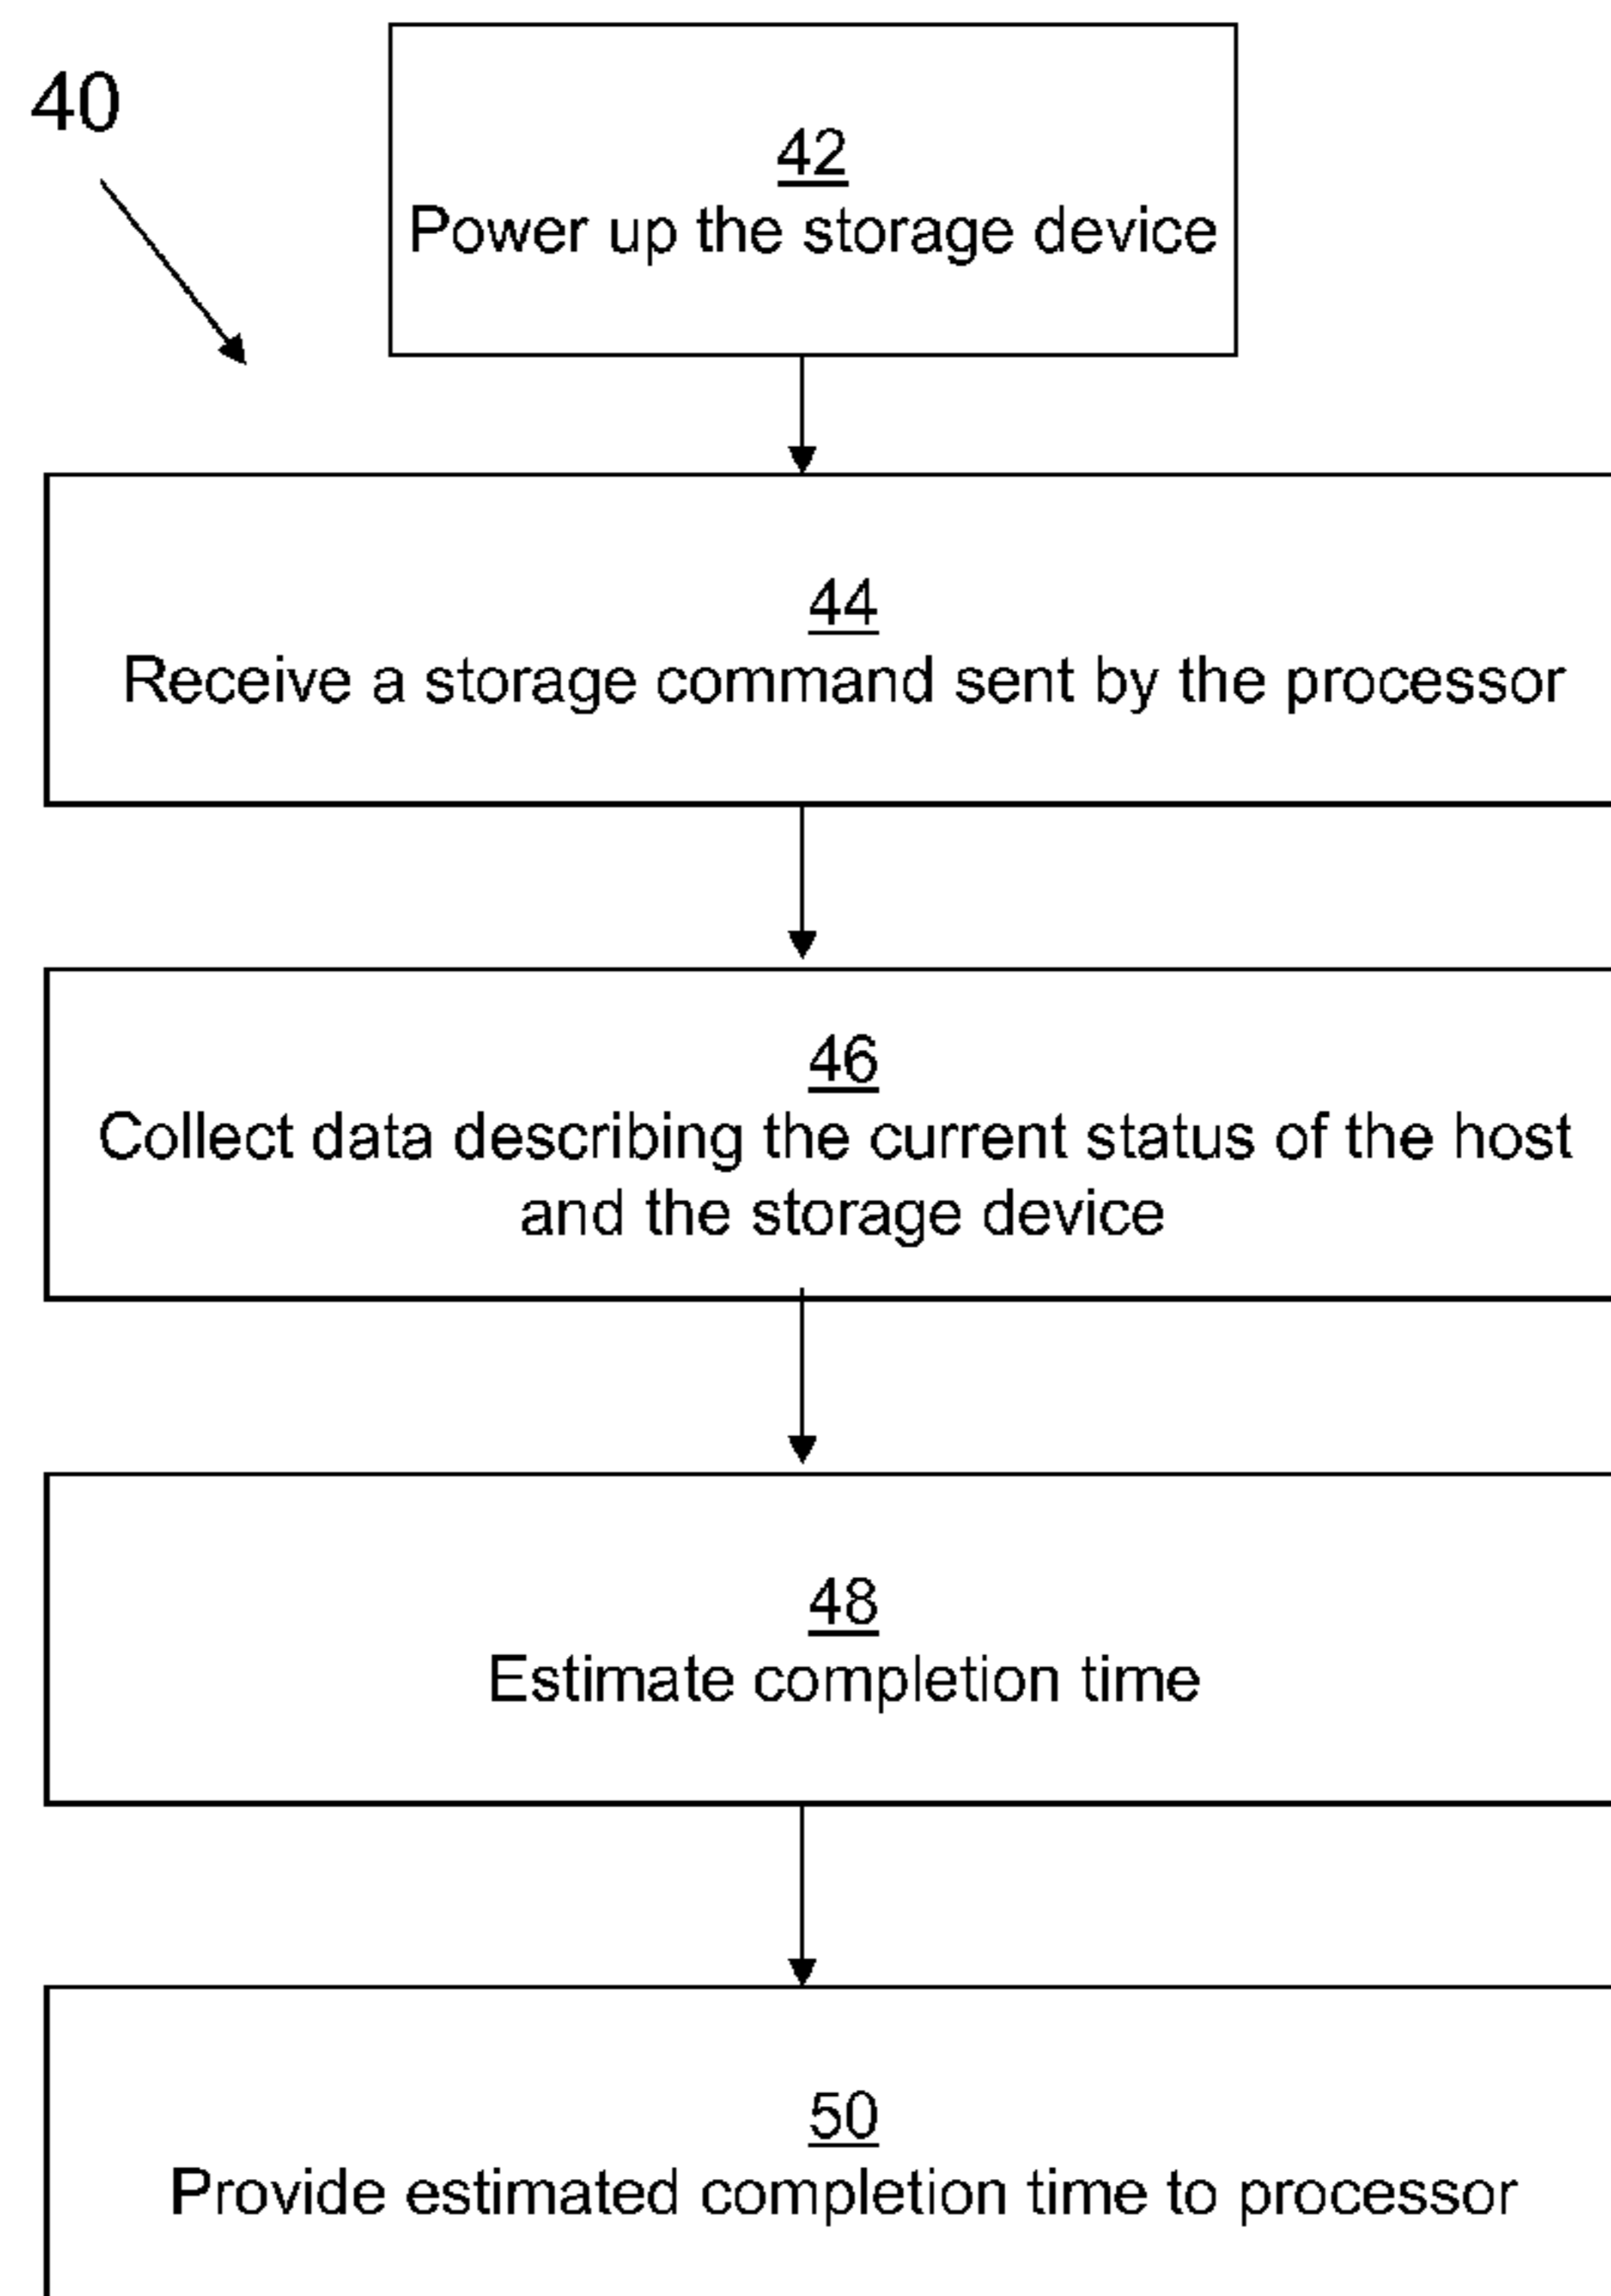 40
42
Power up the storage device
44
Receive a storage command sent by the processor
46
Collect data describing the current status of the host
and the storage device
48
Estimate completion time
50
Provide estimated completion time to processor